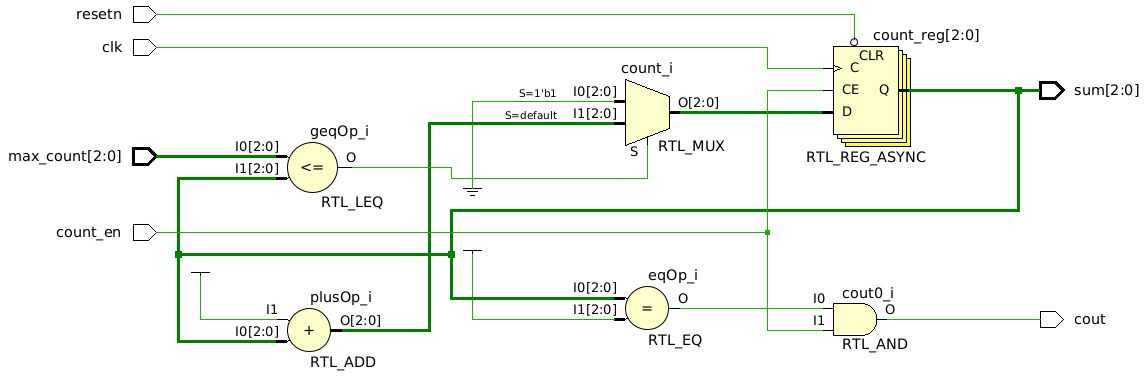 resetn
count_reg[2:0]
clk
CLR
C
count_i
CE
Q
sum[2:0]
S=1'b1
I0[2:0]
O[2:0]
D
S=default
I1[2:0]
geqOp_i
S
RTL_MUX
RTL_REG_ASYNC
max_count[2:0]
I0[2:0]
I1[2:0]
<=
O
RTL_LEQ
count_en
plusOp_i
I1
I0[2:0]
+
O[2:0]
RTL_ADD
eqOp_i
I0[2:0]
I1[2:0]
=
O
RTL_EQ
cout0_i
I0
I1
O
RTL_AND
cout